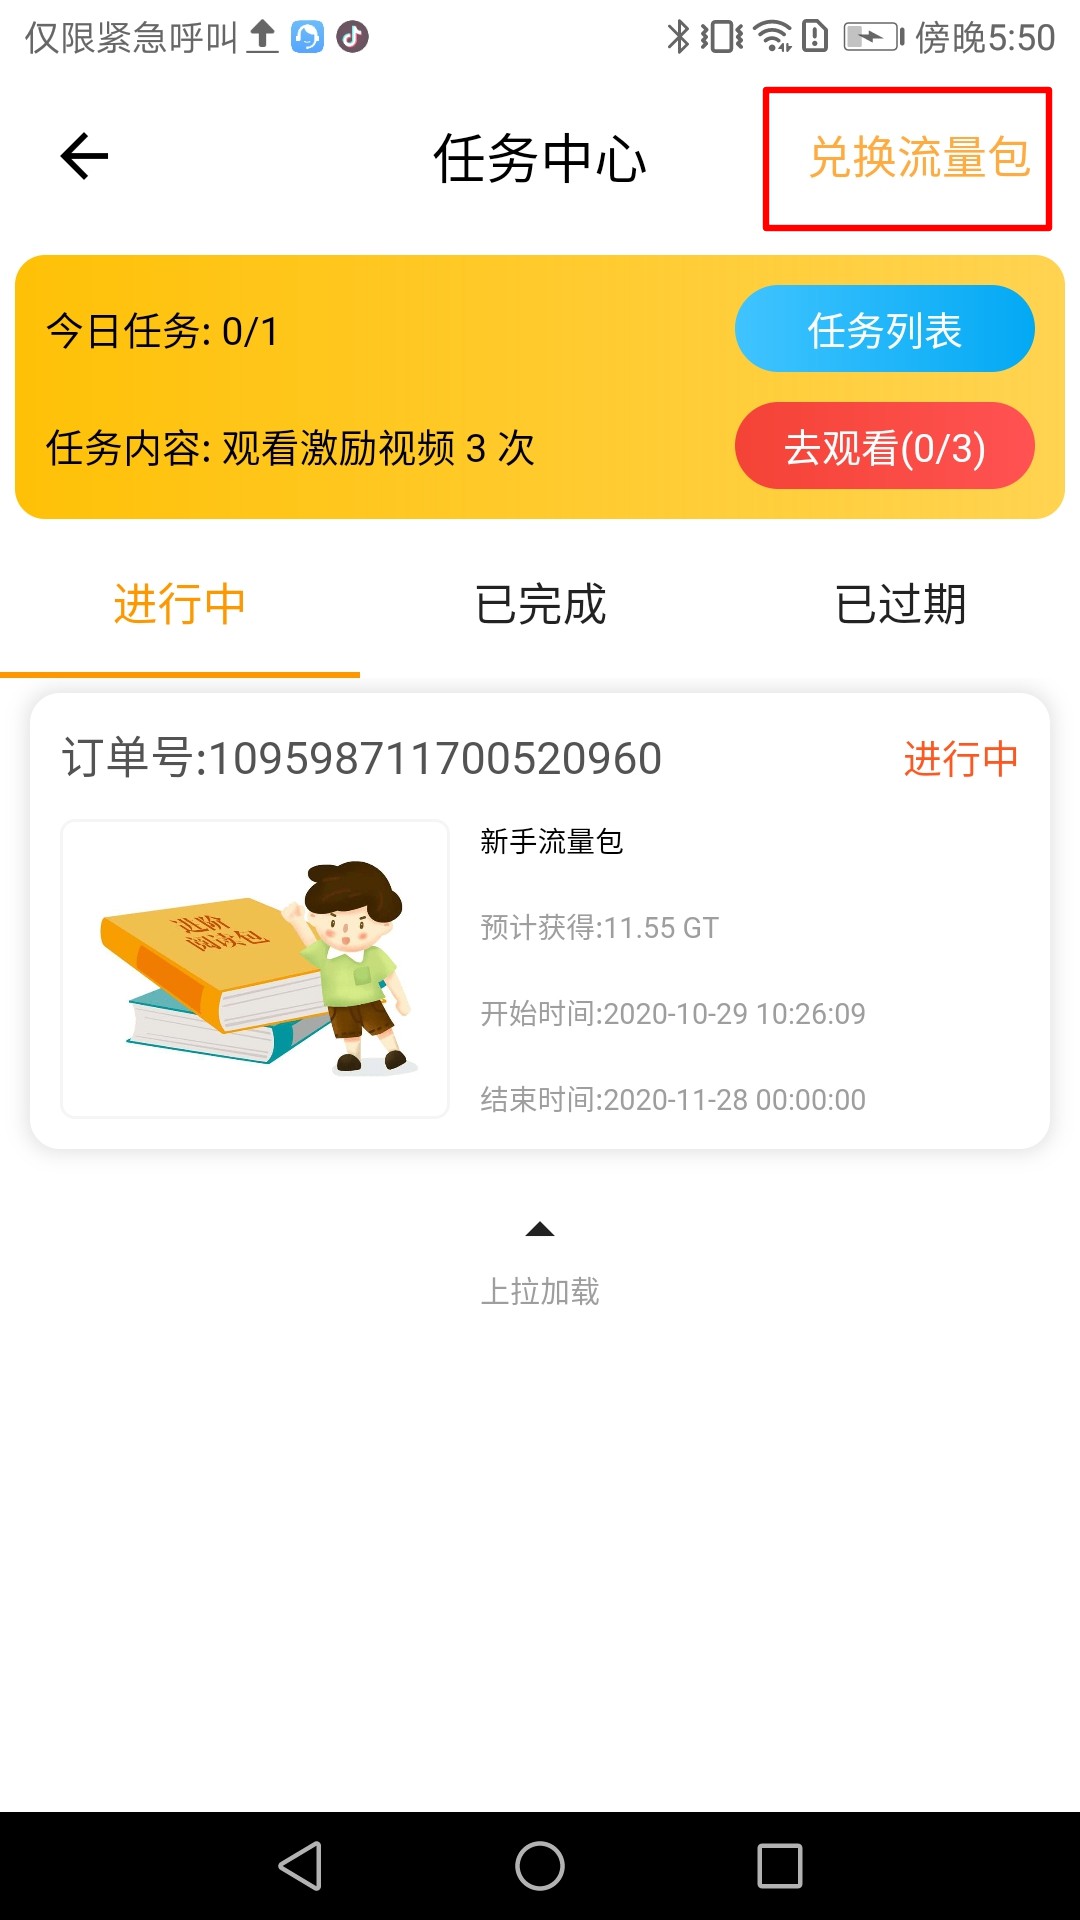 仅限紧急呼叫
傍晚5:50
任务中心
兑换流量包
今日任务: 0/1
任务列表
任务内容: 观看激励视频 3 次
去观看(0/3)
进行中
已完成
已过期
订单号:109598711700520960
进行中
进阶
阅读包
新手流量包
预计获得:11.55 GT
开始时间:2020-10-29 10:26:09
结束时间:2020-11-28 00:00:00
上拉加载